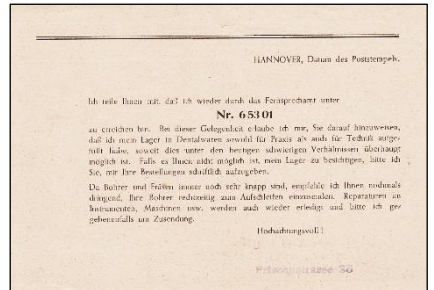 HANNOVER, Datum des Poststempels.
Ich teile Ihnen mit, daß ich wieder durch das Fernsprechamt unter
Nr. 65301
zu erreichen bin. Bei dieser Gelegenheit erlaube ich mir, Sie darauf hinzuweisen,
daß ich mein Lager in Dentalwaren sowohl für Praxis als auch für Technik aufge-
füllt habe, soweit dies unter den heutigen schwierigen Verhältnissen überhaupt
möglich ist. Falls es Ihnen nicht möglich ist, mein Lager zu besichtigen, bitte ich
Sie, mir Ihre Bestellungen schriftlich aufzugeben.
Da Bohrer und Fräsen immer noch sehr knapp sind, empfehle ich Ihnen nochmals
dringend, Ihre Bohrer rechtzeitig zum Aufschleifen einzusenden. Reparaturen an
Instrumenten, Maschinen usw. werden auch wieder erledigt und bitte ich ge-
gebenenfalls um Zusendung.
Hochachtungsvoll!